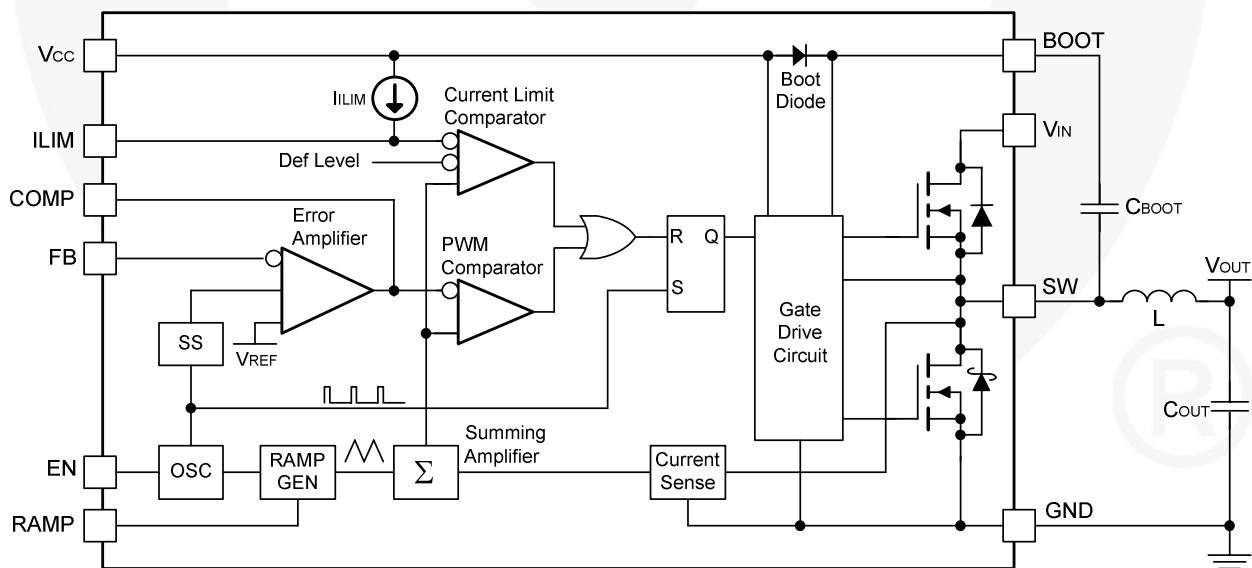 VCC
BOOT
Boot
Diode
IILIM
Current Limit
Comparator
VIN
ILIM
Def Level
COMP
CBOOT
Error
Amplifier
R Q
PWM
Comparator
FB
VOUT
SW
S
L
Gate
Drive
Circuit
SS
VREF
COUT
®
Summing
Amplifier
EN
OSC
RAMP
GEN
Σ
Current
Sense
GND
RAMP